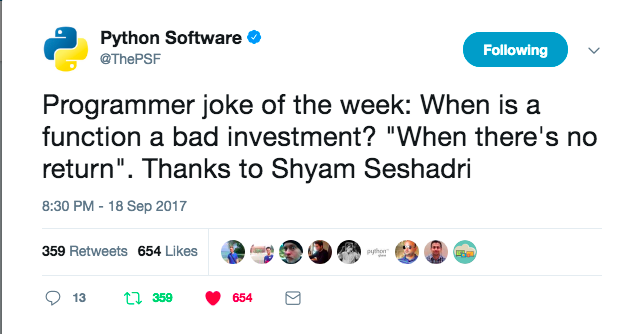 Python Software
@ThePSF
Following
Programmer joke of the week: When is a
function a bad investment? "When there's no
return". Thanks to Shyam Seshadri
8:30 PM - 18 Sep 2017
359 Retweets 654 Likes
python
13 359 654